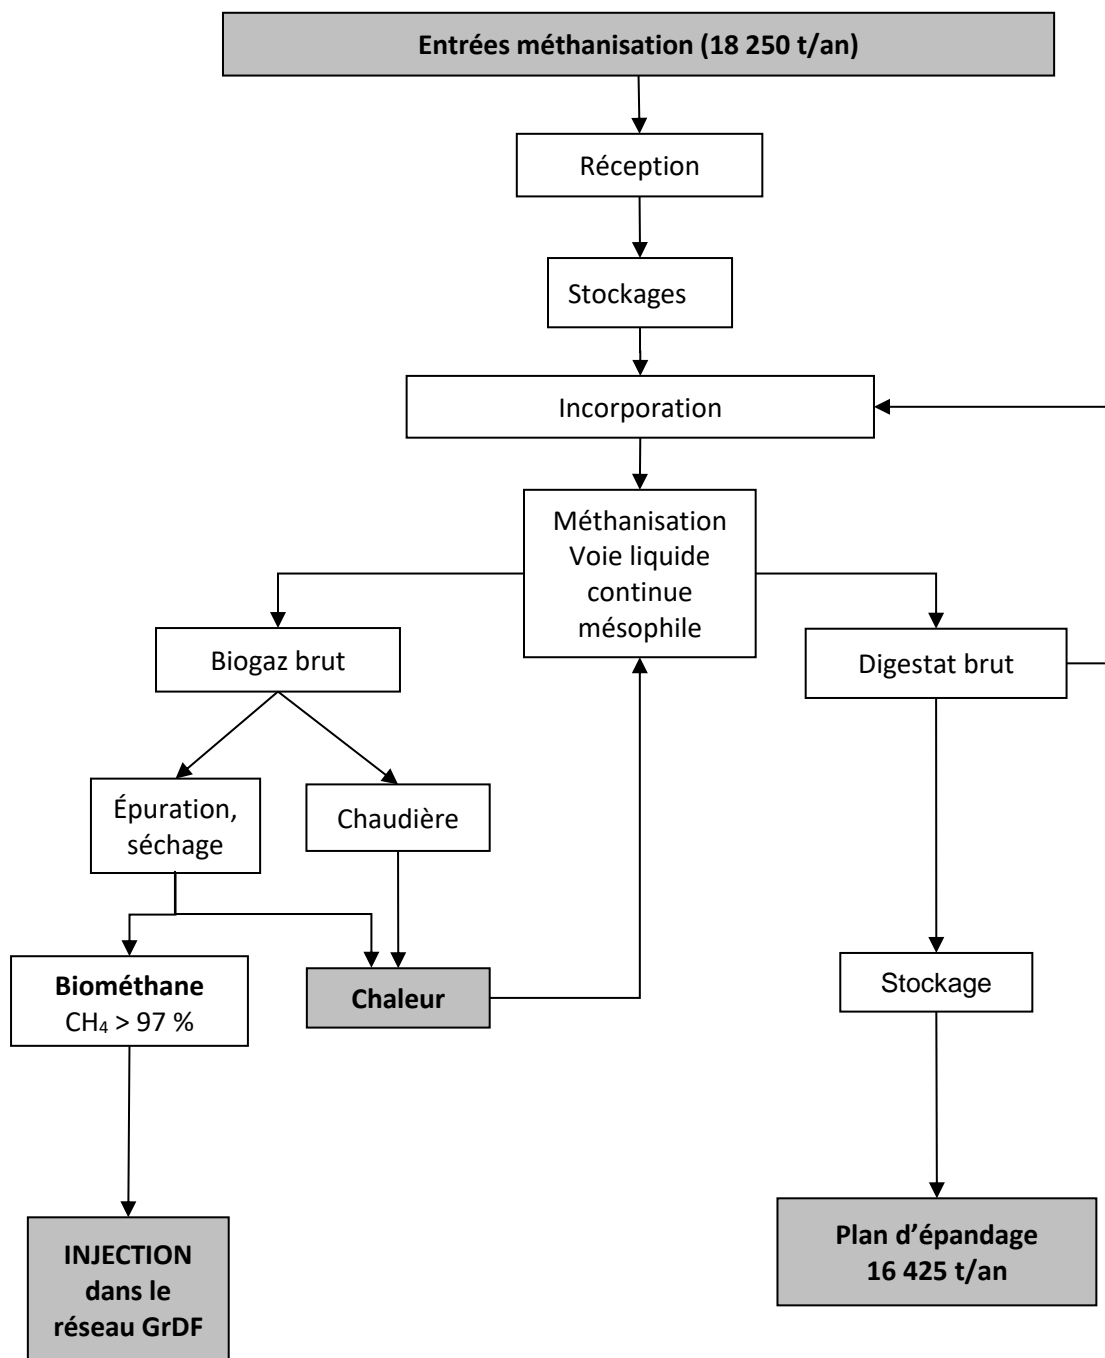 Entrées méthanisation (18 250 t/an)
Réception
Stockages
Incorporation
Méthanisation
Voie liquide
continue
mésophile
Biogaz brut
Digestat brut
Épuration,
séchage
Chaudière
Biométhane
CH₄ > 97 %
Chaleur
Stockage
INJECTION
dans le
réseau GrDF
Plan d’épandage
16 425 t/an